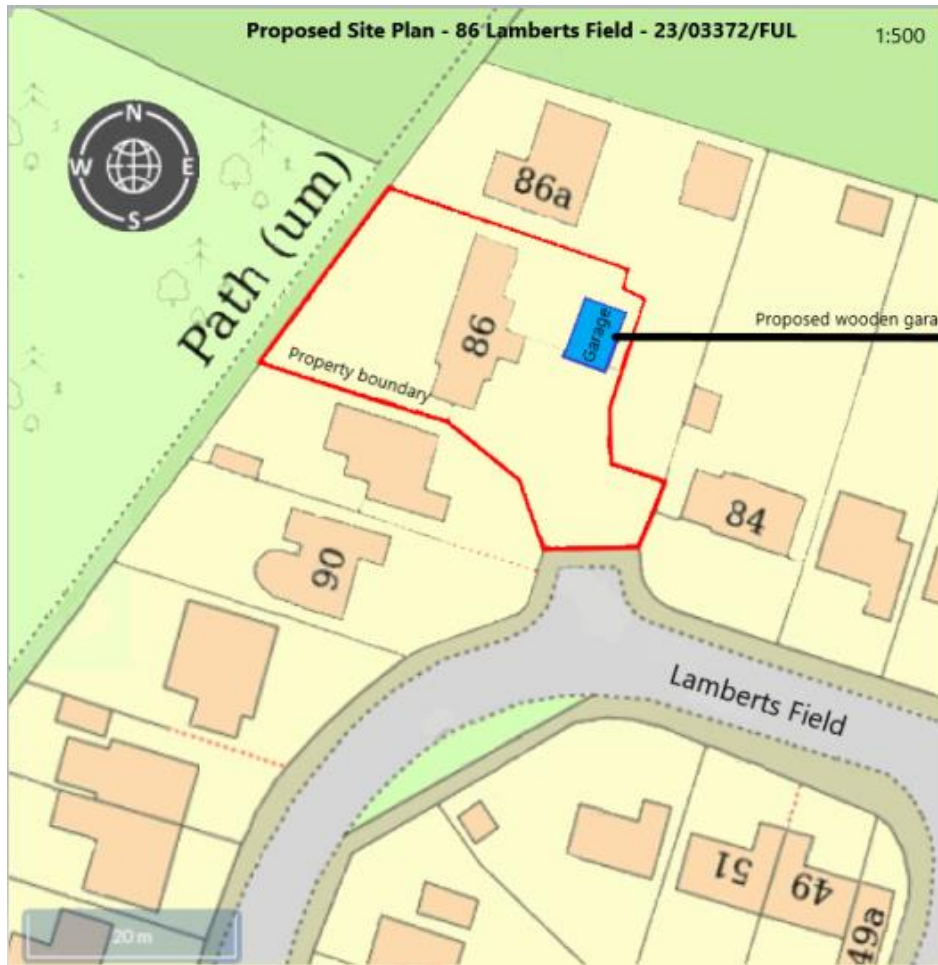 Proposed Site Plan - 86 Lamberts Field - 23/03372/FUL
1:500
N
W
E
S
Path (um)
86a
86
Garage
Proposed wooden gara
Property boundary
84
90
Lamberts Field
51
49
49a
20 m